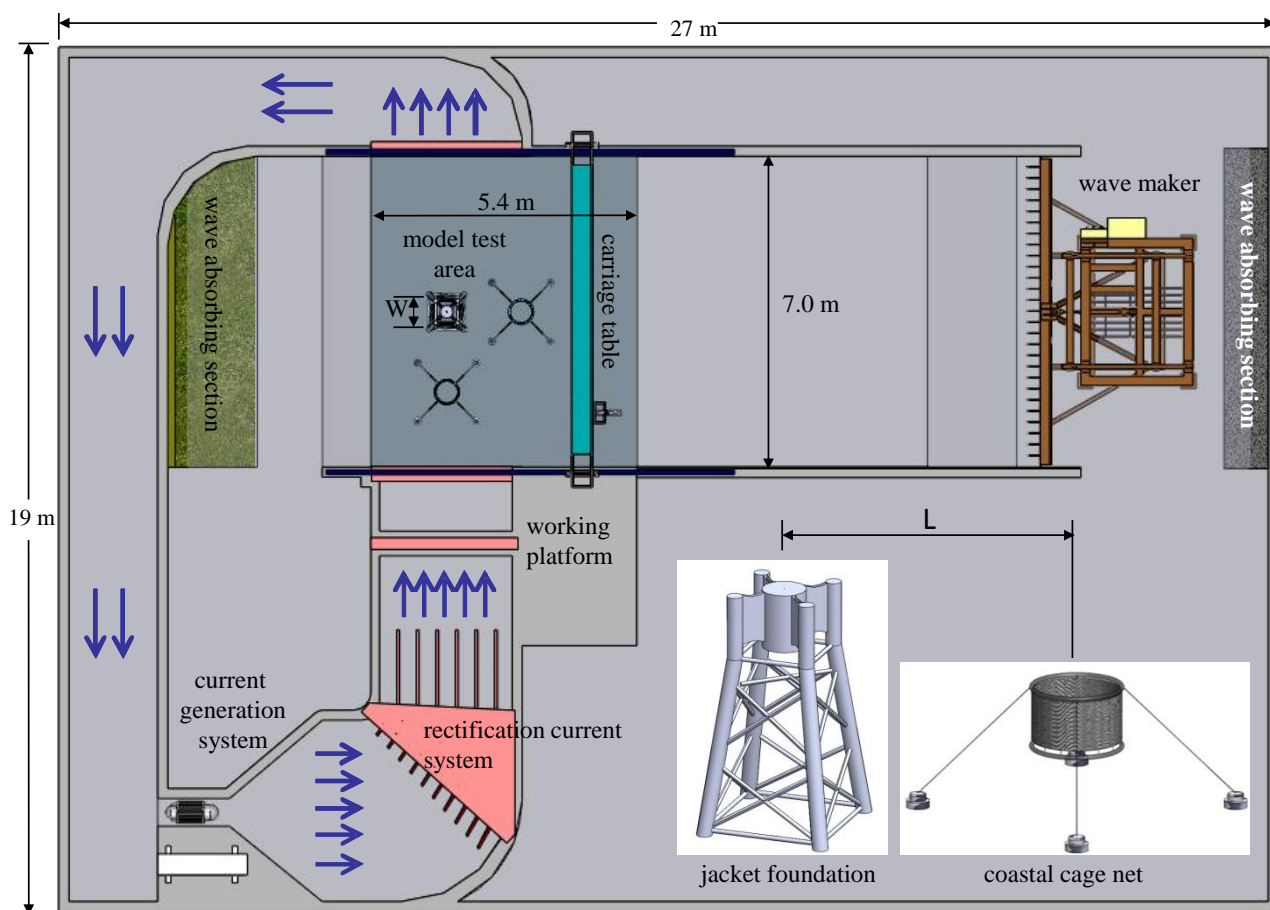 27 m
wave maker
5.4 m
model test
area
W
carriage table
7.0 m
wave absorbing section
wave absorbing section
19 m
working
platform
L
current
generation
system
rectification current
system
jacket foundation
coastal cage net